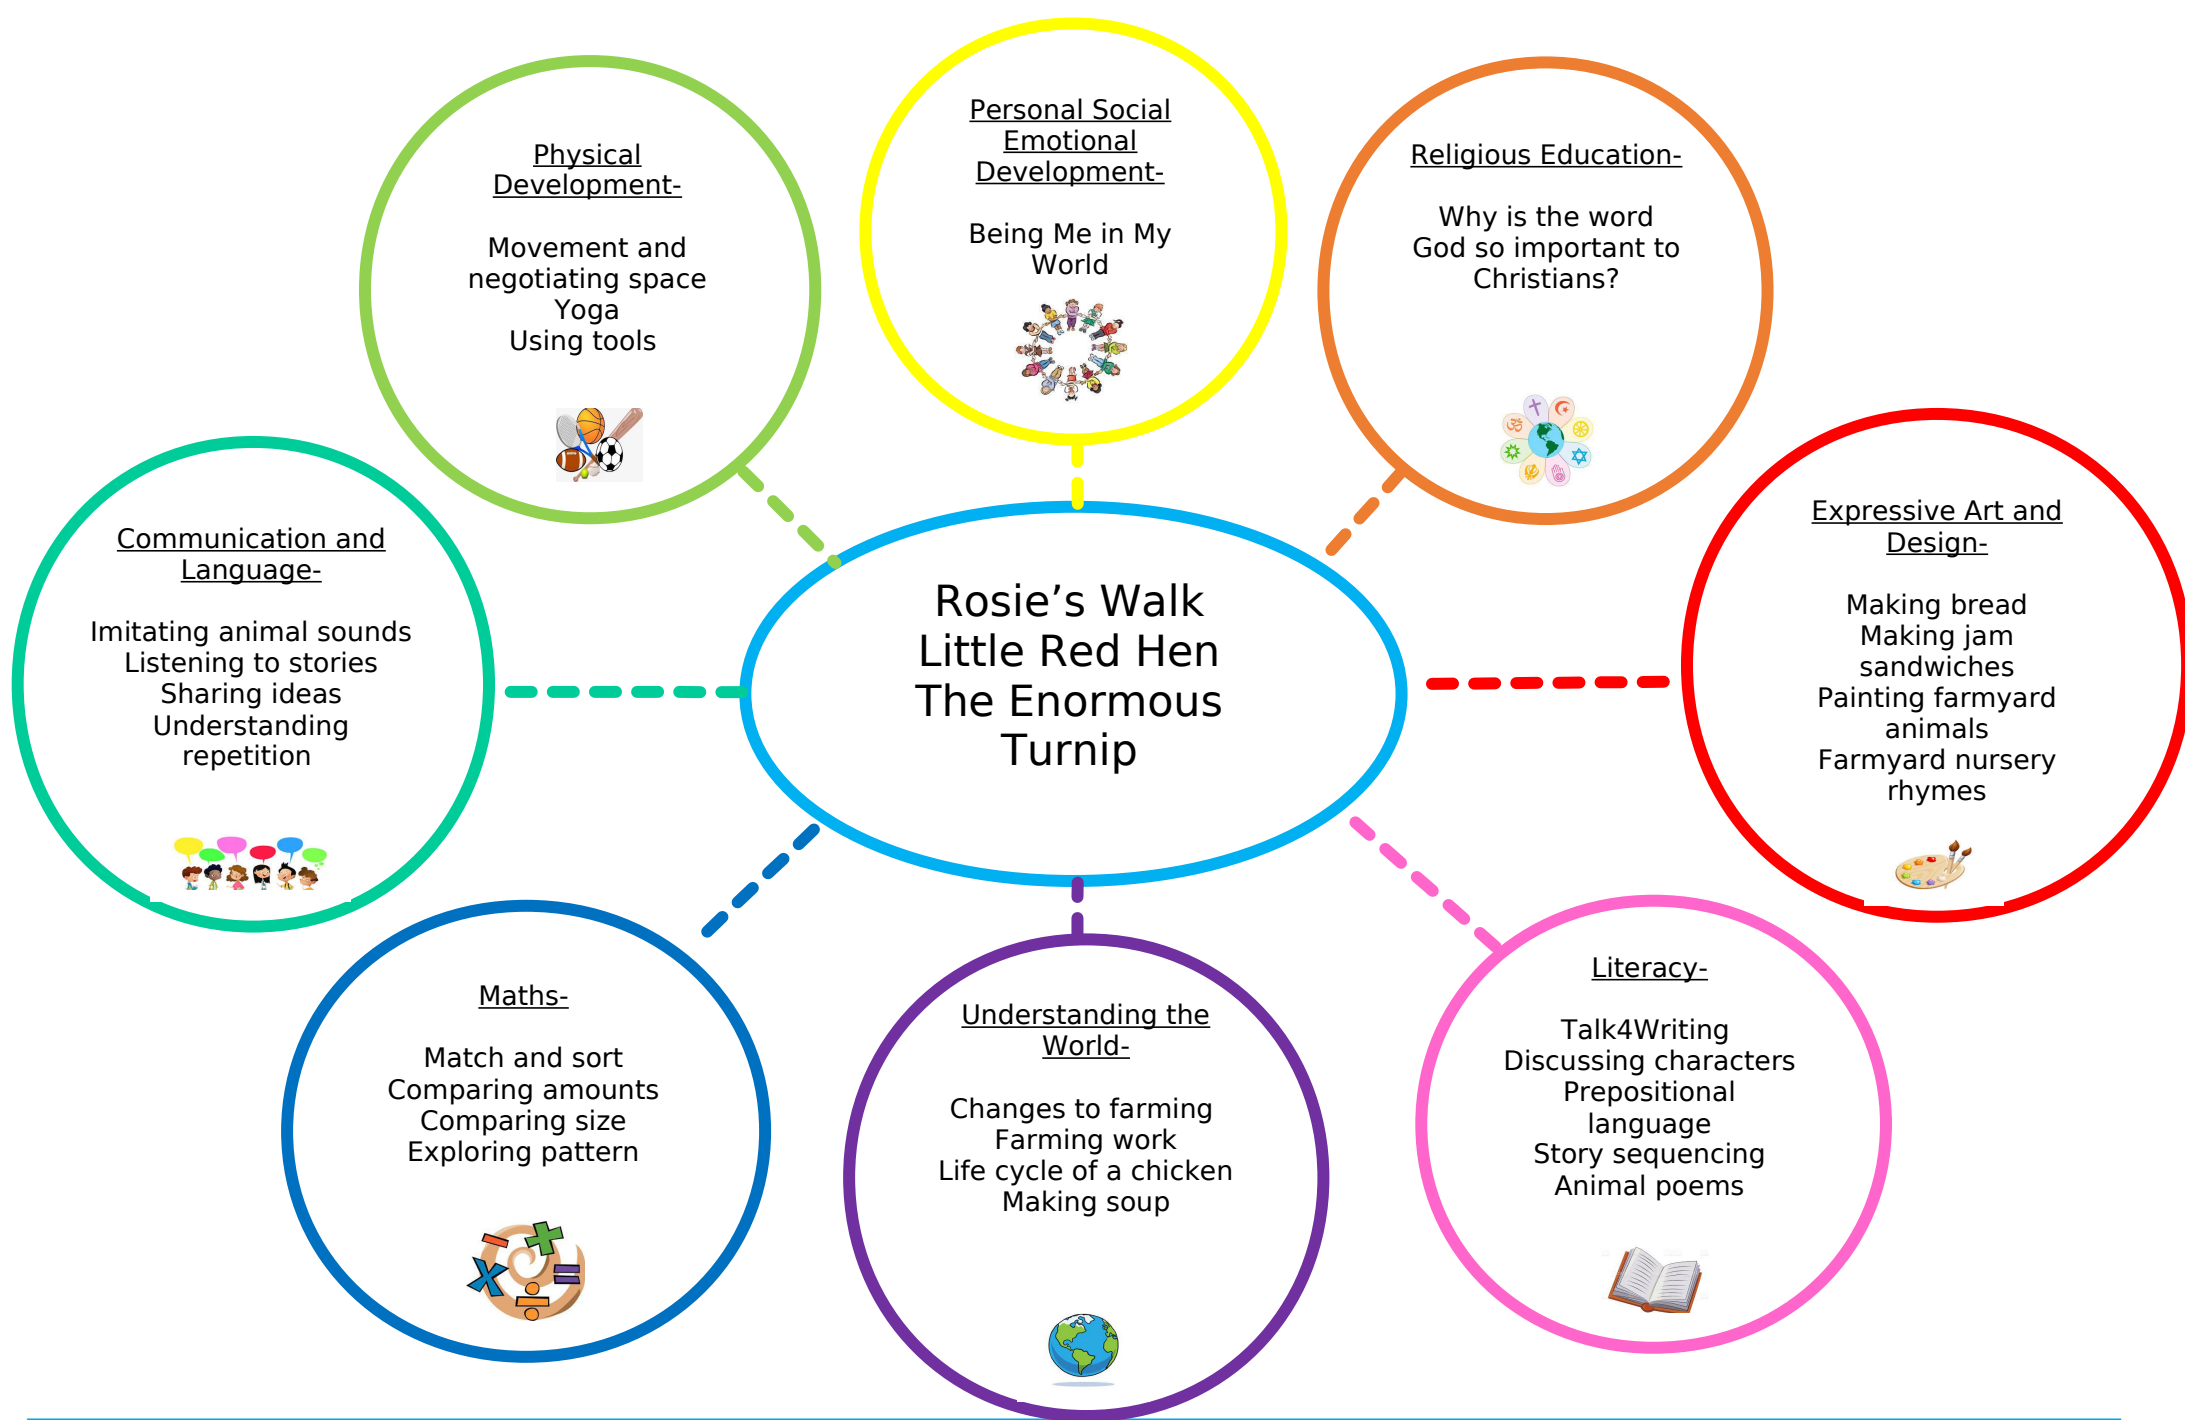 Personal Social
Emotional
Development-
Being Me in My
World
Physical
Development-
Movement and
negotiating space
Yoga
Using tools
Religious Education-
Why is the word
God so important to
Christians?
Communication and
Language-
Imitating animal sounds
Listening to stories
Sharing ideas
Understanding
repetition
Rosie’s Walk
Little Red Hen
The Enormous
Turnip
Expressive Art and
Design-
Making bread
Making jam
sandwiches
Painting farmyard
animals
Farmyard nursery
rhymes
Maths-
Match and sort
Comparing amounts
Comparing size
Exploring pattern
Understanding the
World-
Changes to farming
Farming work
Life cycle of a chicken
Making soup
Literacy-
Talk4Writing
Discussing characters
Prepositional
language
Story sequencing
Animal poems